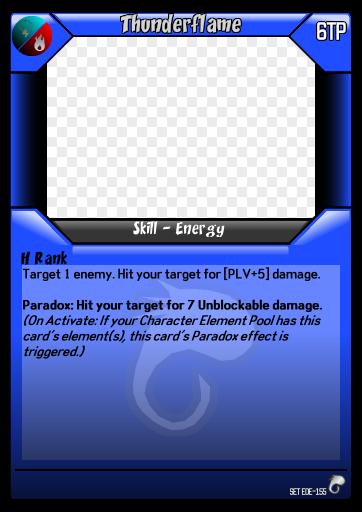 Thunderflame
6TP
Skill - Energy
H Rank
Target 1 enemy. Hit your target for [PLV+5] damage.
Paradox: Hit your target for 7 Unblockable damage.
(On Activate: If your Character Element Pool has this
card's element(s), this card's Paradox effect is
triggered.)
SET EOE-155